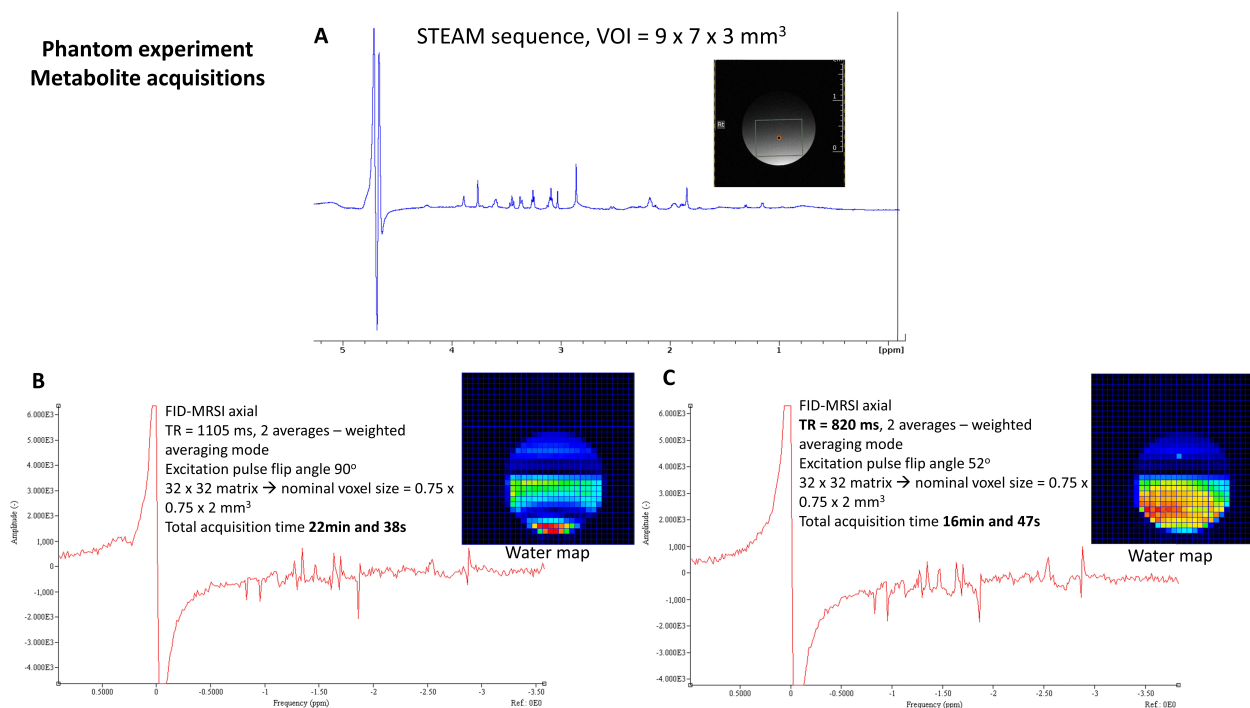 Phantom experiment
Metabolite acquisitions
A
STEAM sequence, VOI = 9 x 7 x 3 mm³
RE
1
0
5
4
3
2
1
[ppm]
B
FID-MRSI axial
TR = 1105 ms, 2 averages – weighted
averaging mode
Excitation pulse flip angle 90°
32 x 32 matrix → nominal voxel size = 0.75 x
0.75 x 2 mm³
Total acquisition time 22min and 38s
Water map
Amplitude (-)
6.000E3
5.000E3
4.000E3
3.000E3
2.000E3
1,000
0
-1,000
-2.000E3
-3.000E3
-4.000E3
0.5000
0
-0.5000
-1
-1.50
-2
-2.50
-3
-3.50
Frequency (ppm)
Ref.: 0E0
C
FID-MRSI axial
TR = 820 ms, 2 averages – weighted
averaging mode
Excitation pulse flip angle 52°
32 x 32 matrix → nominal voxel size = 0.75 x
0.75 x 2 mm³
Total acquisition time 16min and 47s
Water map
Amplitude (-)
6.000E3
5.000E3
4.000E3
3.000E3
2.000E3
1,000
0
-1,000
-2.000E3
-3.000E3
-4.000E3
0.5000
0
-0.5000
-1
-1.50
-2
-2.50
-3
-3.50
Frequency (ppm)
Ref.: 0E0